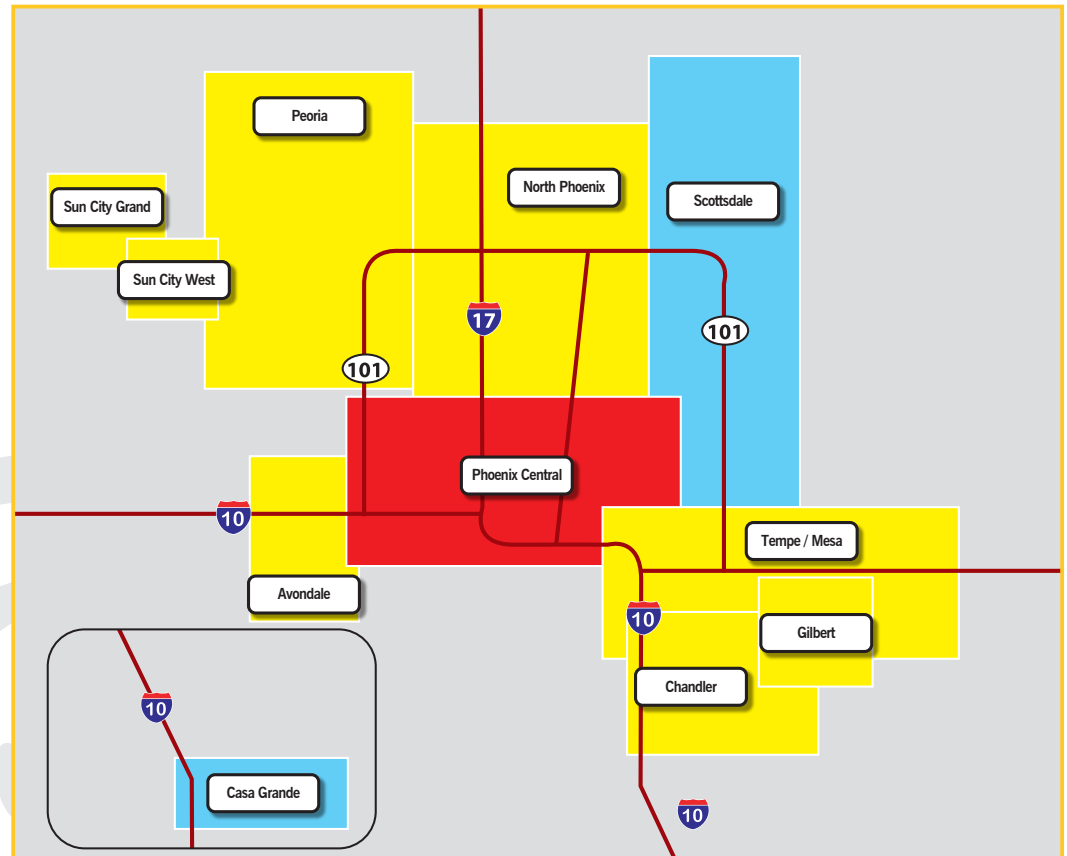 Peoria
North Phoenix
Scottsdale
Sun City Grand
Sun City West
17
101
101
Phoenix Central
10
Tempe / Mesa
Avondale
10
Gilbert
Chandler
10
Casa Grande
10